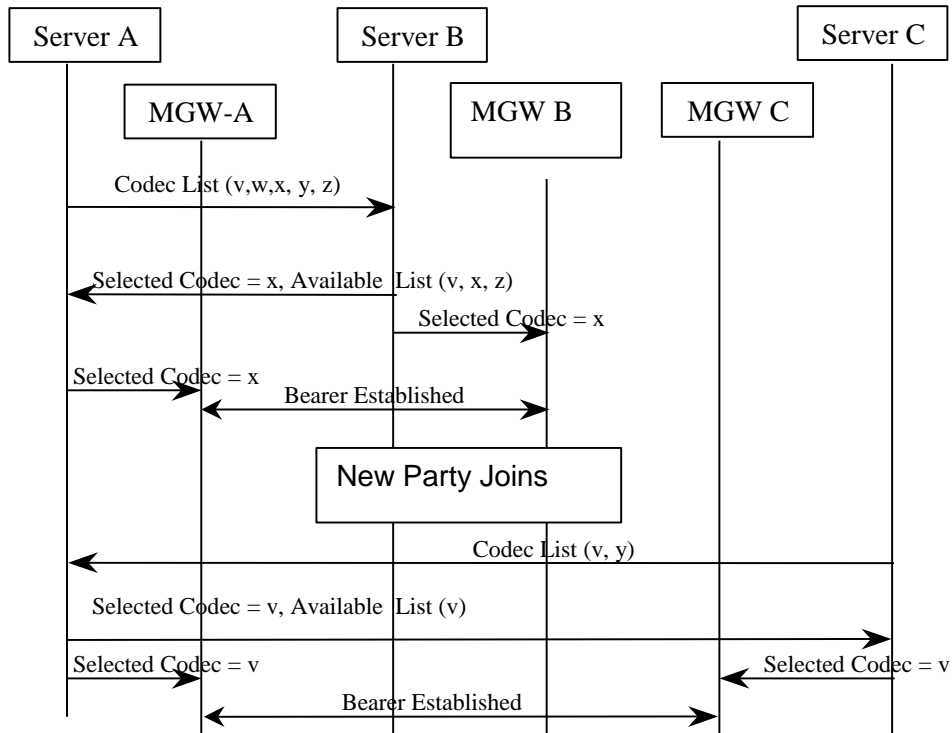 Server A
Server B
Server C
MGW-A
MGW B
MGW C
Codec List (v,w,x, y, z)
Selected Codec = x, Available List (v, x, z)
Selected Codec = x
Selected Codec = x
Bearer Established
New Party Joins
Codec List (v, y)
Selected Codec = v, Available List (v)
Selected Codec = v
Selected Codec = v
Bearer Established